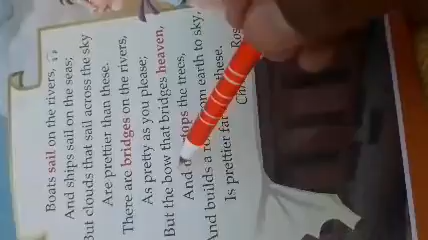 Boats sail on the rivers,
And ships sail on the seas;
But clouds that sail across the sky
Are prettier than these.
There are bridges on the rivers,
As pretty as you please;
But the bow that bridges heaven,
And tops the trees,
And builds a from earth to sky,
Is prettier far these.